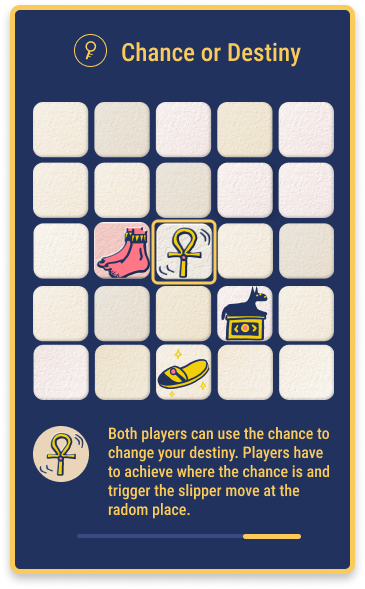 Chance or Destiny
Both players can use the chance to
change your destiny. Players have
to achieve where the chance is and
trigger the slipper move at the
radom place.